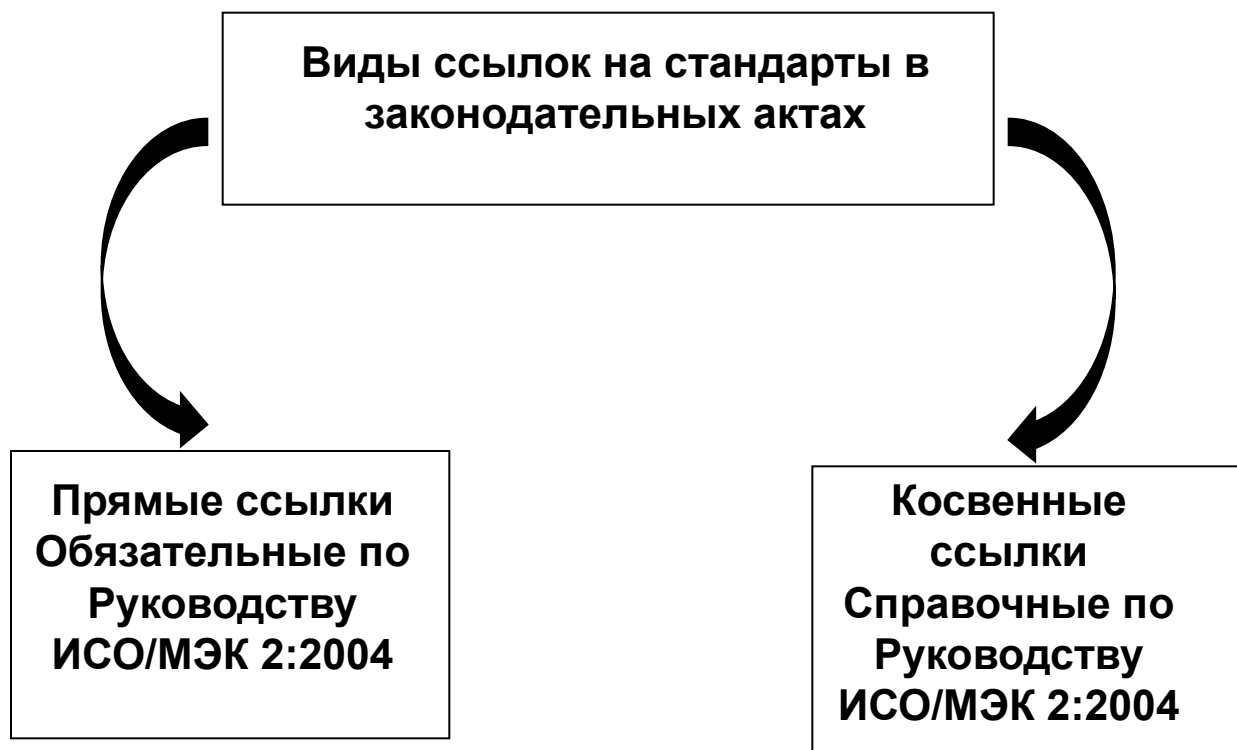 Виды ссылок на стандарты в
законодательных актах
Прямые ссылки
Обязательные по
Руководству
ИСО/МЭК 2:2004
Косвенные
ссылки
Справочные по
Руководству
ИСО/МЭК 2:2004